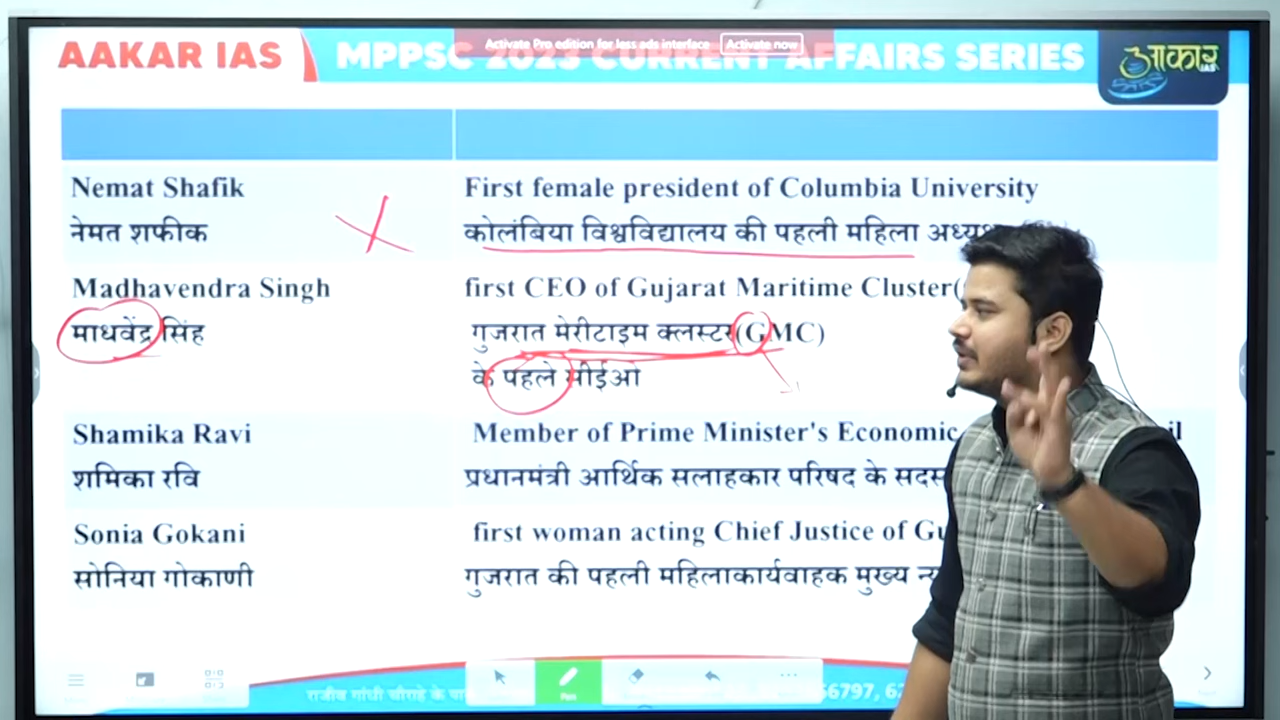 AAKAR IAS
MPPSC 2023 CURRENT AFFAIRS SERIES
Activate Pro edition for less ads interface Activate now
आकार IAS
Nemat Shafik
First female president of Columbia University
नेमत शफीक
कोलंबिया विश्वविद्यालय की पहली महिला
Madhavendra Singh
first CEO of Gujarat Maritime Cluster(
माधवेंद्र सिंह
गुजरात मेरीटाइम क्लस्टर(GMC)
के पहले सीईओ
Shamika Ravi
Member of Prime Minister's Economic
शमिका रवि
प्रधानमंत्री आर्थिक सलाहकार परिषद के
Sonia Gokani
first woman acting Chief Justice of
सोनिया गोकाणी
गुजरात की पहली महिलाकार्यवाहक मुख्य
राजीव गांधी चौराहे के
Pen